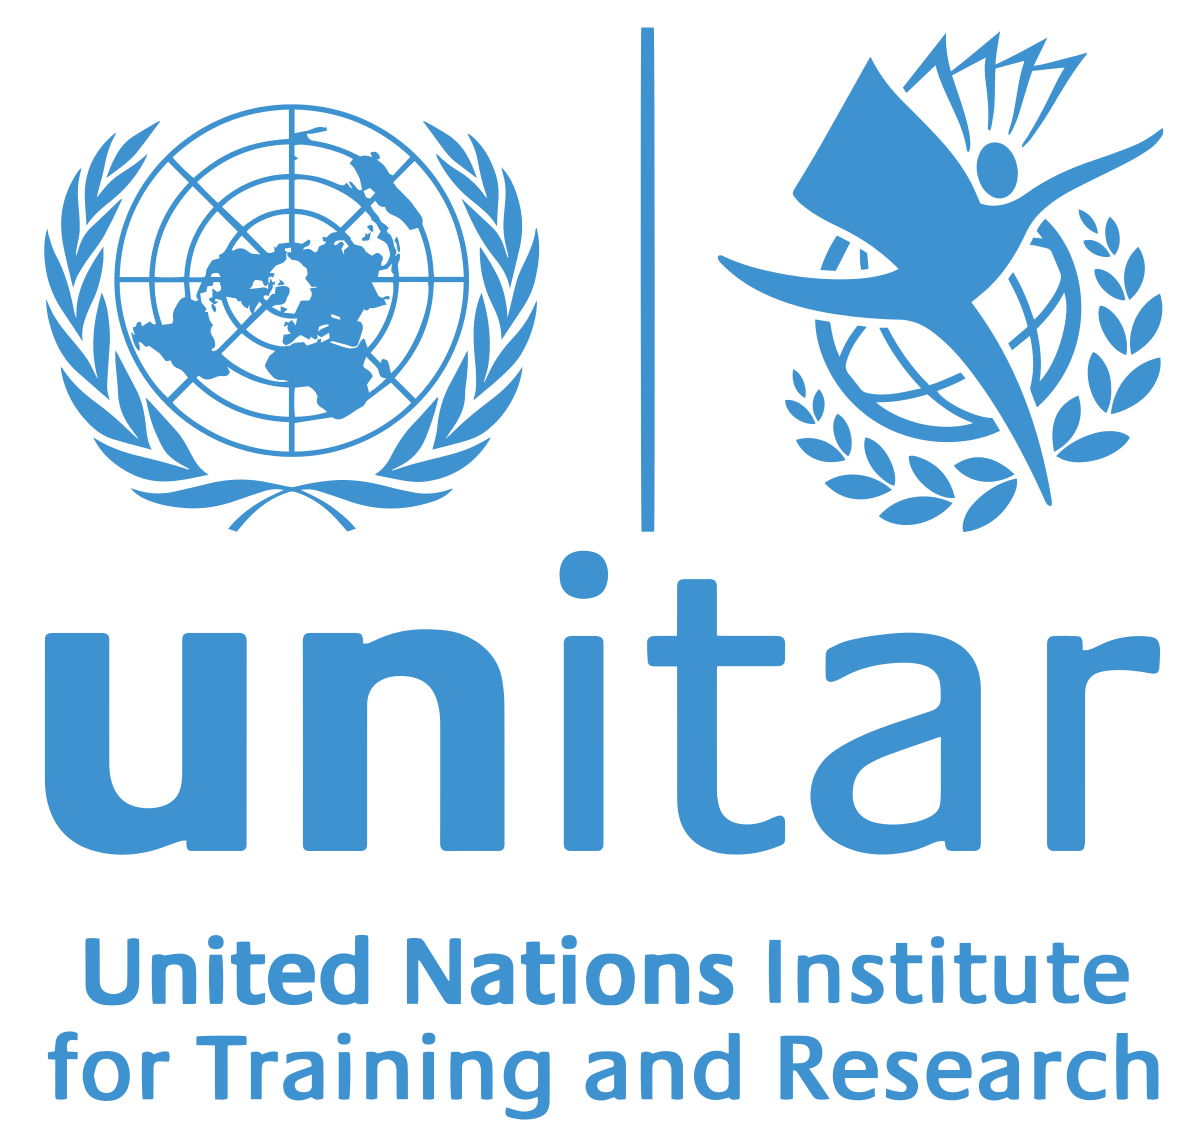 unitar
United Nations Institute
for Training and Research